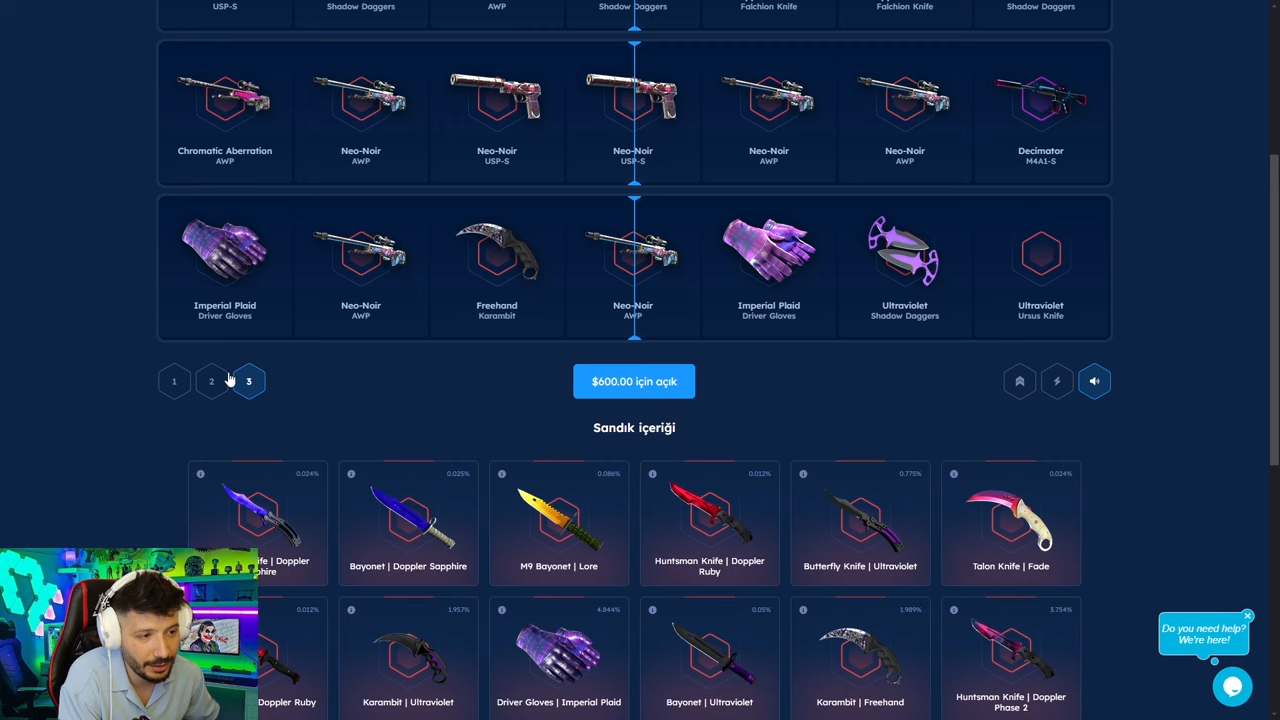 USP-S
Shadow Daggers
AWP
Shadow Daggers
Falchion Knife
Falchion Knife
Shadow Daggers
Chromatic Aberration
AWP
Neo-Noir
AWP
Neo-Noir
USP-S
Neo-Noir
USP-S
Neo-Noir
AWP
Neo-Noir
AWP
Decimator
M4A1-S
Imperial Plaid
Driver Gloves
Neo-Noir
AWP
Freehand
Karambit
Neo-Noir
AWP
Imperial Plaid
Driver Gloves
Ultraviolet
Shadow Daggers
Ultraviolet
Ursus Knife
1
2
3
$600.00 için açık
Sandık içeriği
0.024%
0.025%
0.086%
0.012%
0.775%
0.024%
ife | Doppler
hire
Bayonet | Doppler Sapphire
M9 Bayonet | Lore
Huntsman Knife | Doppler
Ruby
Butterfly Knife | Ultraviolet
Talon Knife | Fade
0.012%
1.957%
4.844%
0.05%
1.989%
3.754%
oppler Ruby
Karambit | Ultraviolet
Driver Gloves | Imperial Plaid
Bayonet | Ultraviolet
Karambit | Freehand
Huntsman Knife | Doppler
Phase 2
Do you need help?
We're here!